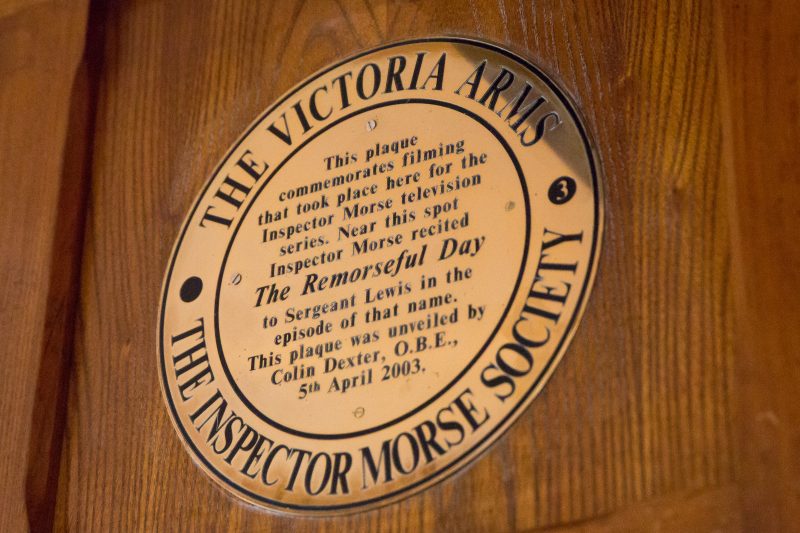 THE VICTORIA ARMS
This plaque
commemorates filming
that took place here for the
Inspector Morse television
series. Near this spot
Inspector Morse recited
The Remorseful Day
to Sergeant Lewis in the
episode of that name.
This plaque was unveiled by
Colin Dexter, O.B.E.,
5th April 2003.
3
THE INSPECTOR MORSE SOCIETY